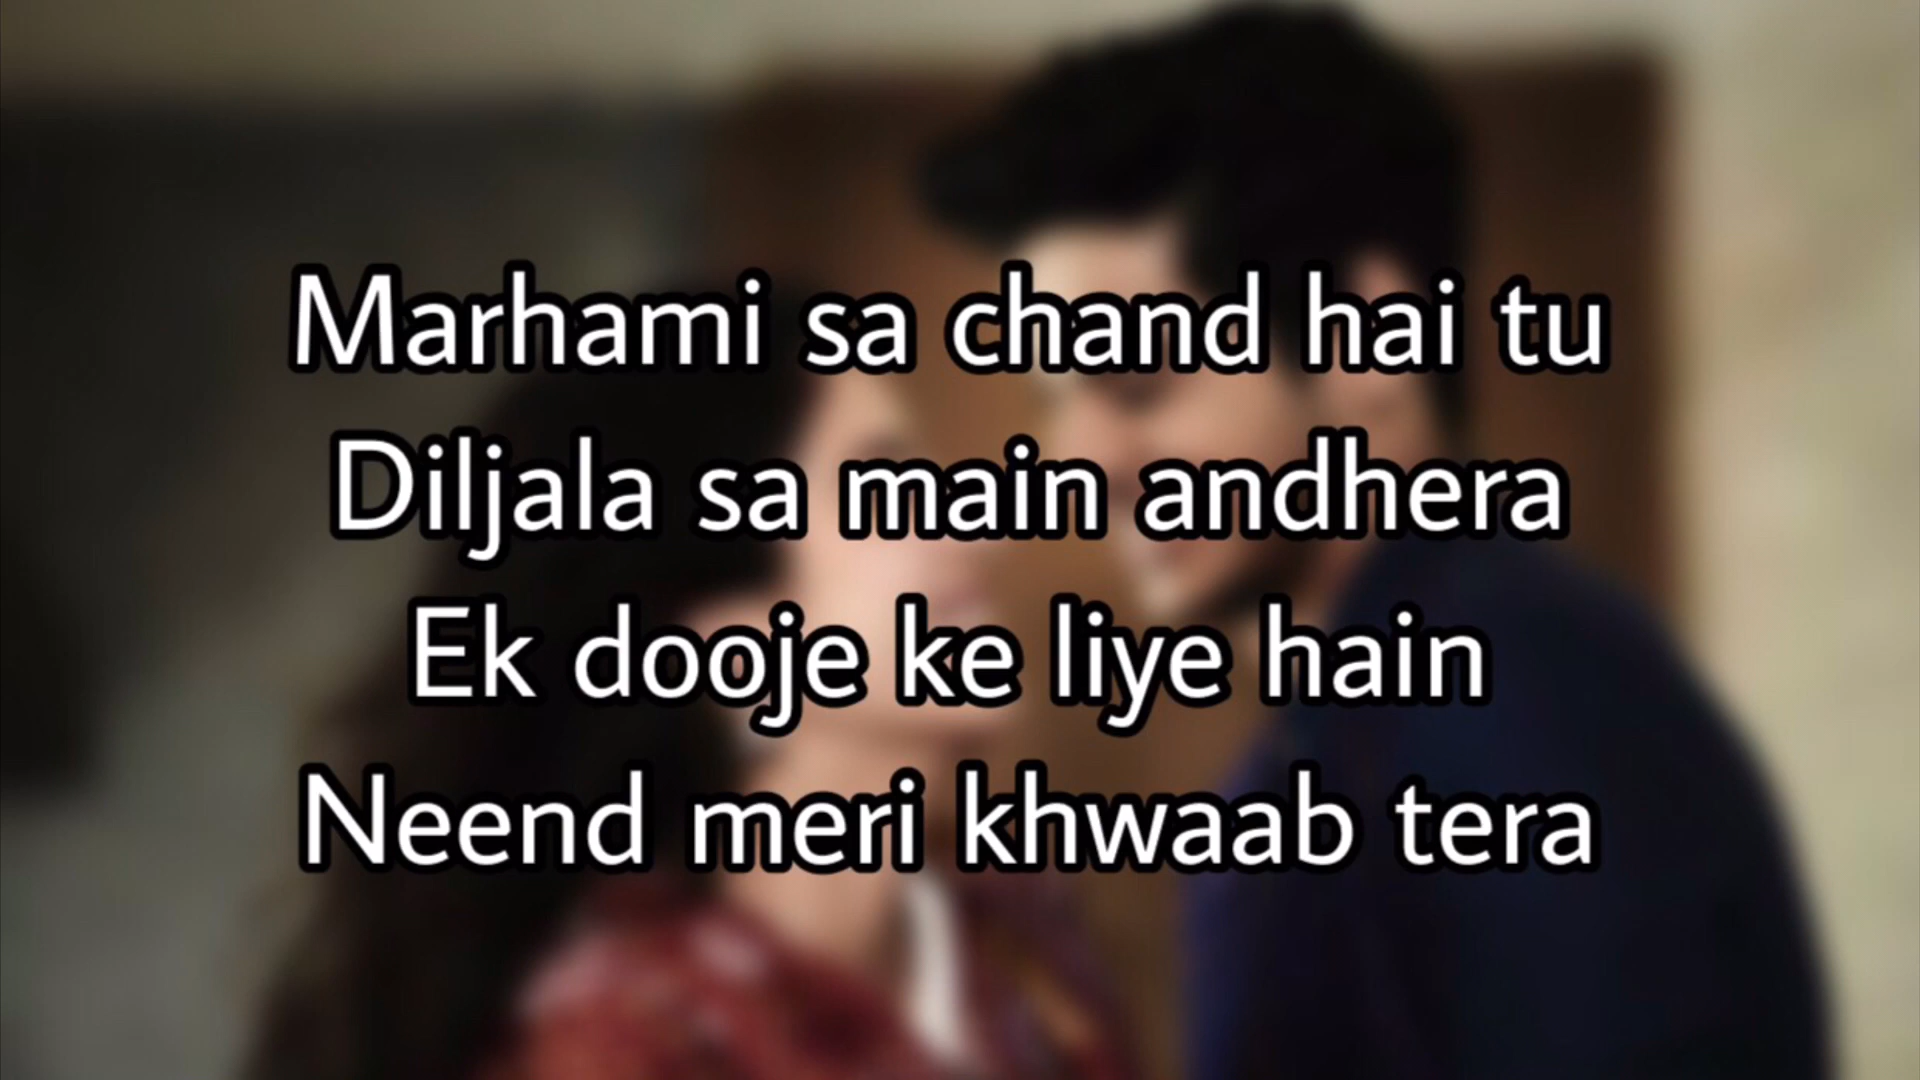 Marhami sa chand hai tu
Diljala sa main andhera
Ek dooje ke liye hain
Neend meri khwaab tera